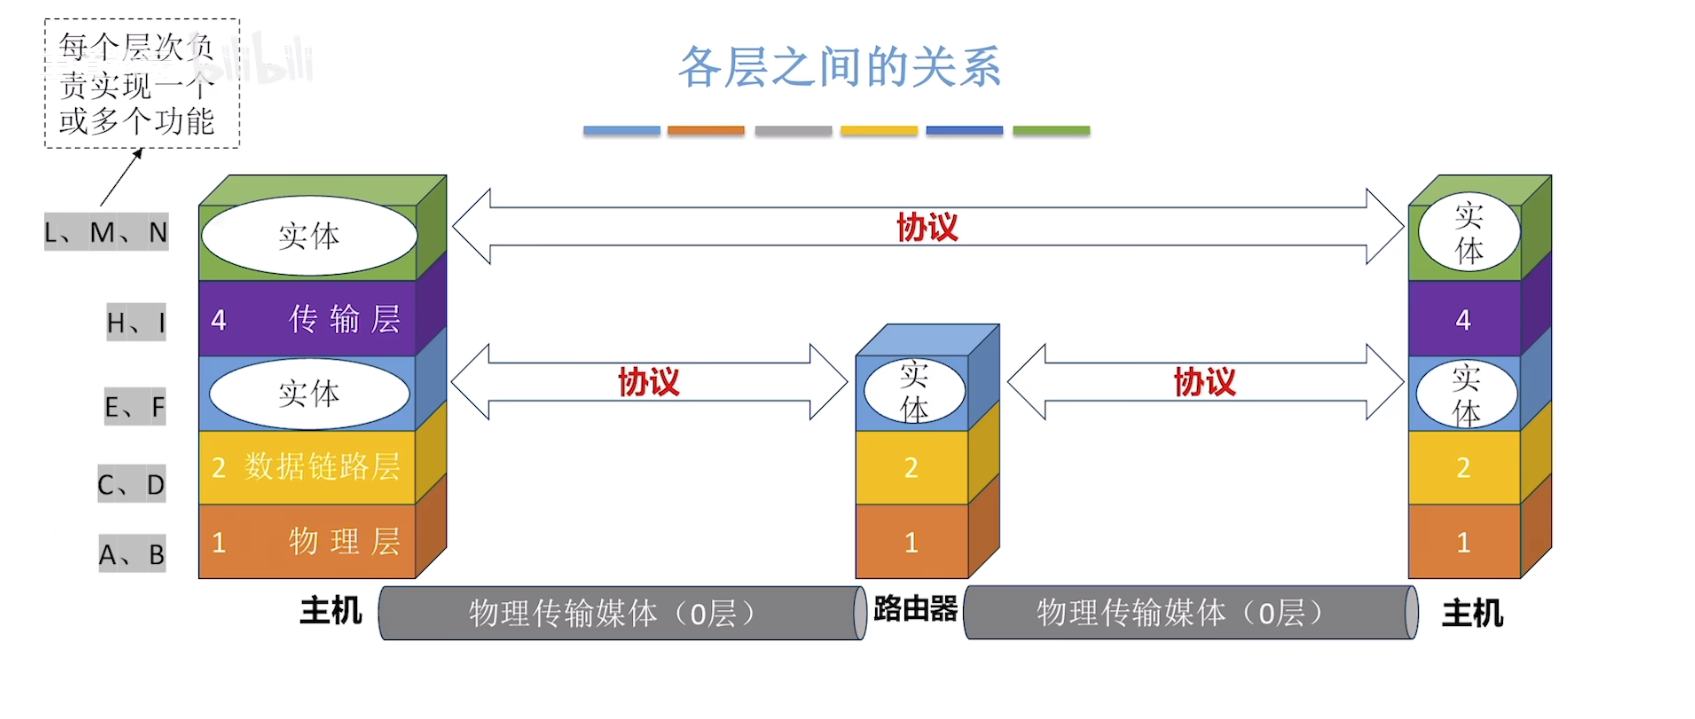 每个层次负
责实现一个
或多个功能
bilibili
各层之间的关系
L、M、N
实体
协议
实
体
H、I
4 传输层
4
E、F
实体
协议
实
体
协议
实
体
C、D
2 数据链路层
2
2
A、B
1 物理层
1
1
主机
物理传输媒体（0层）
路由器
物理传输媒体（0层）
主机